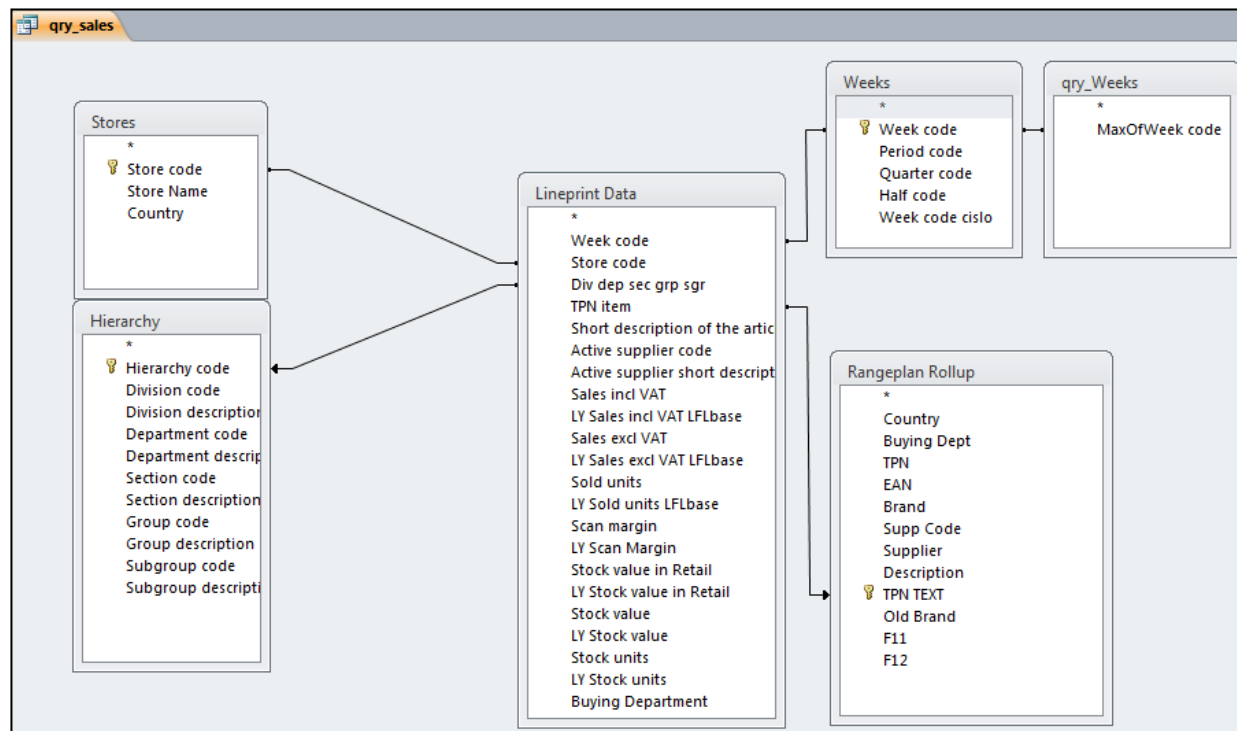 qry_sales
Stores
*
Store code
Store Name
Country
Hierarchy
*
Hierarchy code
Division code
Division description
Department code
Department descrip
Section code
Section description
Group code
Group description
Subgroup code
Subgroup descripti
Lineprint Data
*
Week code
Store code
Div dep sec grp sgr
TPN item
Short description of the artic
Active supplier code
Active supplier short descript
Sales incl VAT
LY Sales incl VAT LFLbase
Sales excl VAT
LY Sales excl VAT LFLbase
Sold units
LY Sold units LFLbase
Scan margin
LY Scan Margin
Stock value in Retail
LY Stock value in Retail
Stock value
LY Stock value
Stock units
LY Stock units
Buying Department
Weeks
*
Week code
Period code
Quarter code
Half code
Week code cislo
qry_Weeks
*
MaxOfWeek code
Rangeplan Rollup
*
Country
Buying Dept
TPN
EAN
Brand
Supp Code
Supplier
Description
TPN TEXT
Old Brand
F11
F12